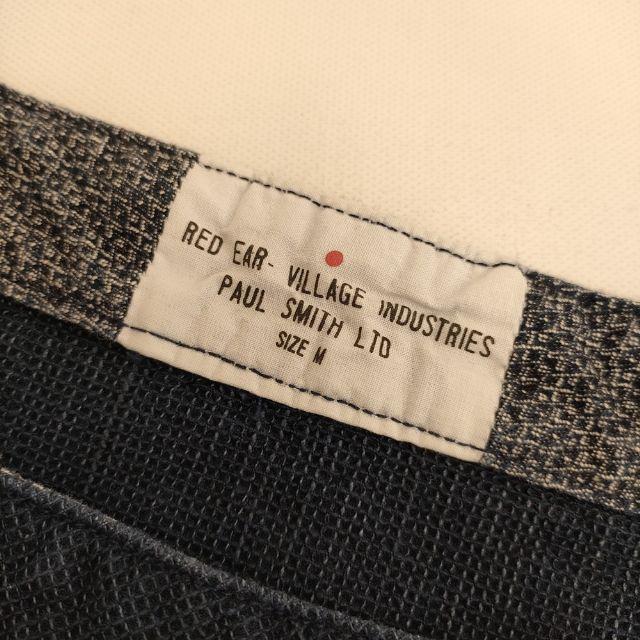 RED EAR- VILLAGE INDUSTRIES
PAUL SMITH LTD
SIZE M